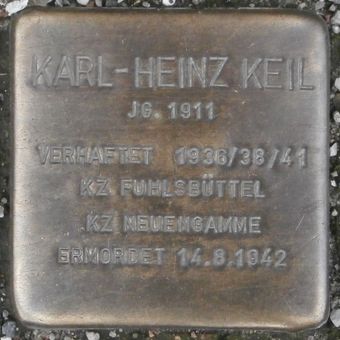 KARL-HEINZ KEIL
JG. 1911
VERHAFTET 1936/38/41
KZ FUHLSBÜTTEL
KZ NEUENGAMME
ERMORDET 14.8.1942